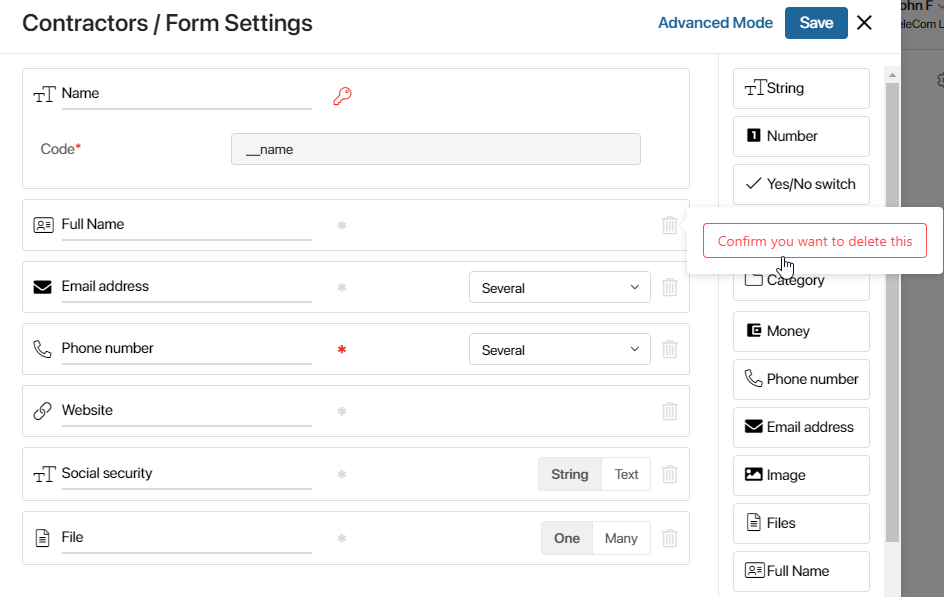 Contractors / Form Settings
Advanced Mode
Save
ohn F
eleCom L
Name
Code*
__name
Full Name
*
Email address
*
Several
Phone number
*
Several
Website
*
Social security
*
String
Text
File
*
One
Many
String
1
Number
Yes/No switch
Confirm you want to delete this
Category
Money
Phone number
Email address
Image
Files
Full Name